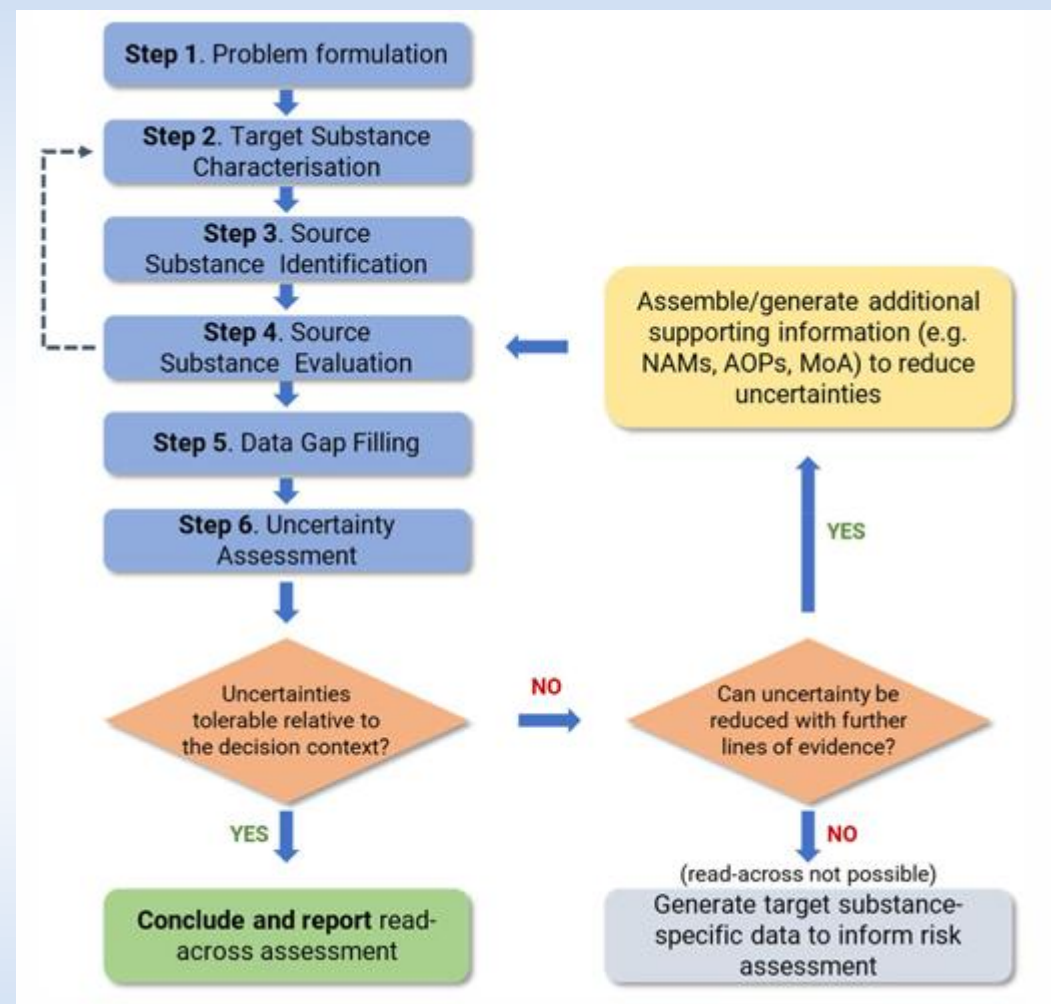 Step 1. Problem formulation
Step 2. Target Substance
Characterisation
Step 3. Source
Substance Identification
Step 4. Source
Substance Evaluation
Step 5. Data Gap Filling
Step 6. Uncertainty
Assessment
Assemble/generate additional
supporting information (e.g.
NAMs, AOPs, MoA) to reduce
uncertainties
YES
Uncertainties
tolerable relative to
the decision context?
NO
Can uncertainty be
reduced with further
lines of evidence?
YES
NO
Conclude and report read-
across assessment
(read-across not possible)
Generate target substance-
specific data to inform risk
assessment